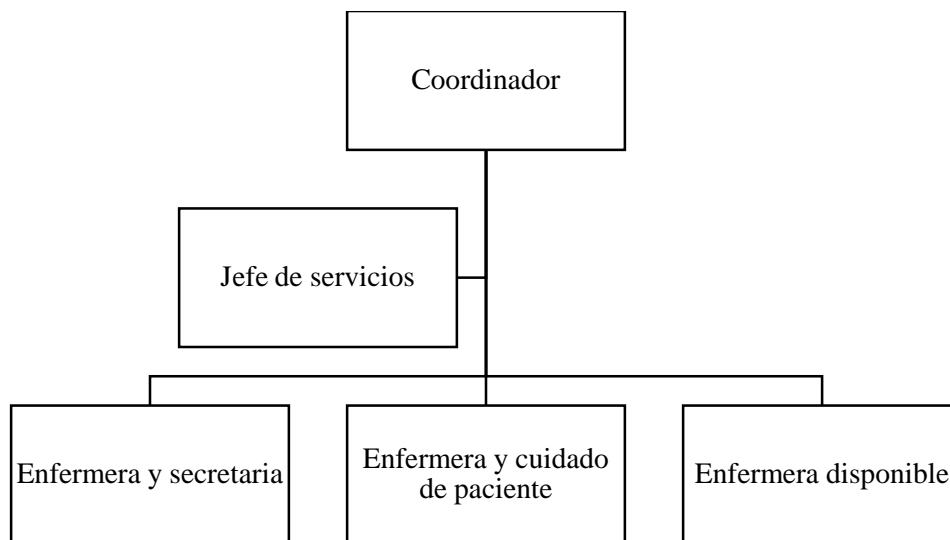 Coordinador
Jefe de servicios
Enfermera y secretaria
Enfermera y cuidado
de paciente
Enfermera disponible